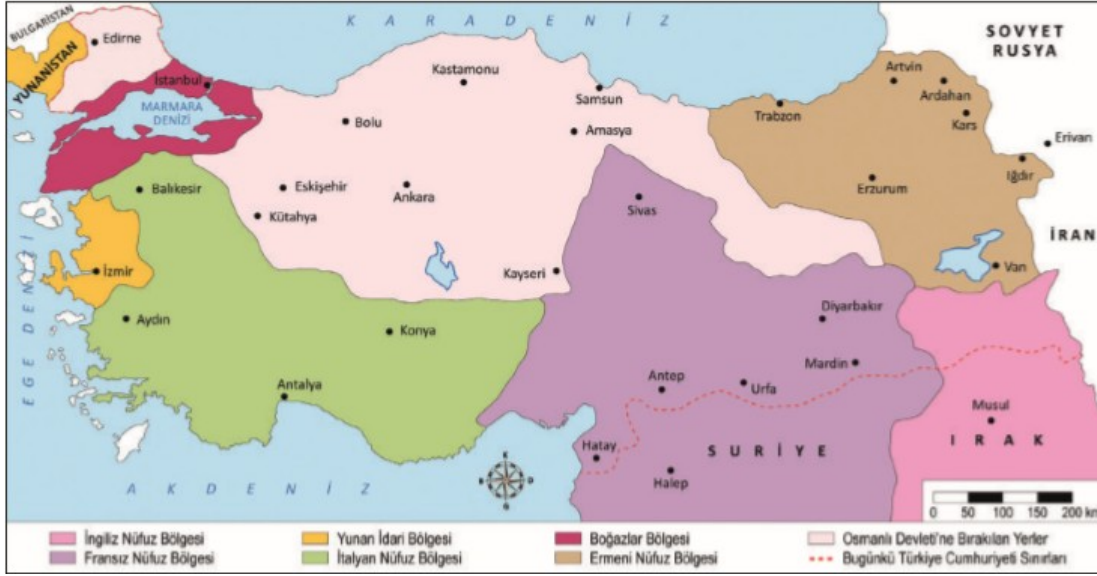 K A R A D E N İ Z
BULGARİSTAN
Edirne
YUNANİSTAN
SOVYET
RUSYA
İstanbul
Kastamonu
Samsun
Artvin
Ardahan
MARMARA
DENİZİ
Bolu
Amasya
Trabzon
Kars
Erivan
Iğdır
Balıkesir
Eskişehir
Ankara
Sivas
Erzurum
Kütahya
İRAN
EGE DENİZİ
İzmir
Kayseri
Van
Aydın
Konya
Diyarbakır
Mardin
Antalya
Antep
Urfa
Musul
Hatay
S U R İ Y E
I R A K
Halep
A K D E N İ Z
K
B
D
G
0 50 100 150 200 km
İngiliz Nüfuz Bölgesi
Yunan İdari Bölgesi
Boğazlar Bölgesi
Osmanlı Devleti'ne Bırakılan Yerler
Fransız Nüfuz Bölgesi
İtalyan Nüfuz Bölgesi
Ermeni Nüfuz Bölgesi
Bugünkü Türkiye Cumhuriyeti Sınırları